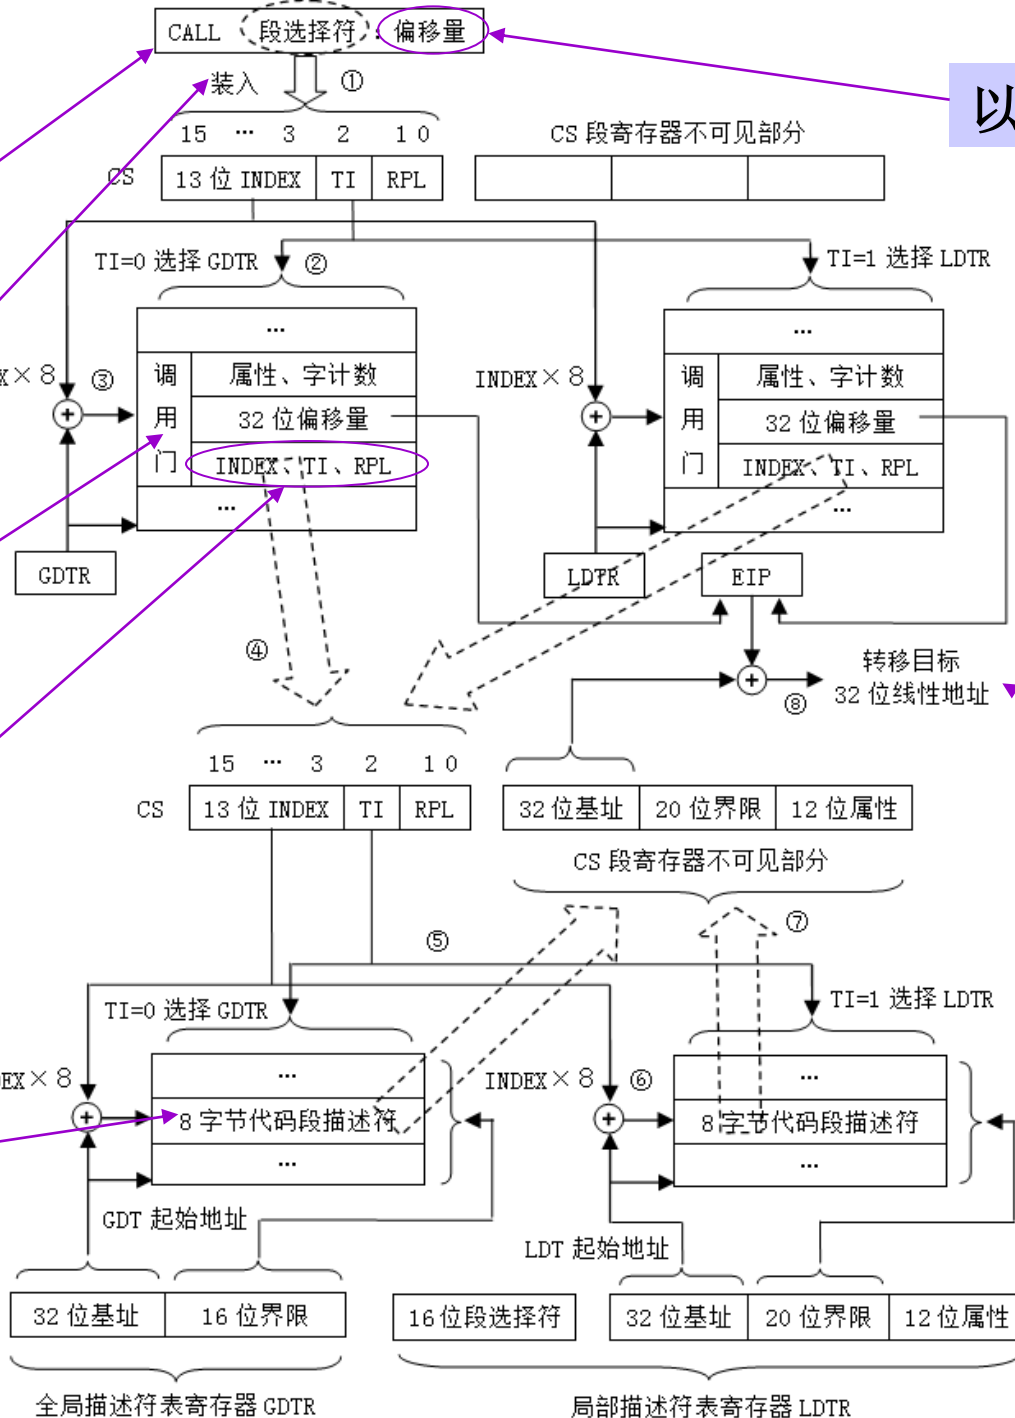 CALL 段选择符 : 偏移量
以
装入 ①
15 … 3 2 1 0
CS 段寄存器不可见部分
CS 13 位 INDEX TI RPL
TI=0 选择 GDTR ②
TI=1 选择 LDTR
…
…
X×8 ③
调用门
属性、字计数
32 位偏移量
INDEX、TI、RPL
…
INDEX×8
调用门
属性、字计数
32 位偏移量
INDEX、TI、RPL
…
GDTR
LDTR
EIP
④
转移目标
32 位线性地址
⑧
15 … 3 2 1 0
CS 13 位 INDEX TI RPL
32 位基址 20 位界限 12 位属性
CS 段寄存器不可见部分
⑤
⑦
TI=0 选择 GDTR
TI=1 选择 LDTR
EX×8
…
8 字节代码段描述符
…
INDEX×8 ⑥
…
8 字节代码段描述符
…
GDT 起始地址
LDT 起始地址
32 位基址 16 位界限
16 位段选择符 32 位基址 20 位界限 12 位属性
全局描述符表寄存器 GDTR
局部描述符表寄存器 LDTR